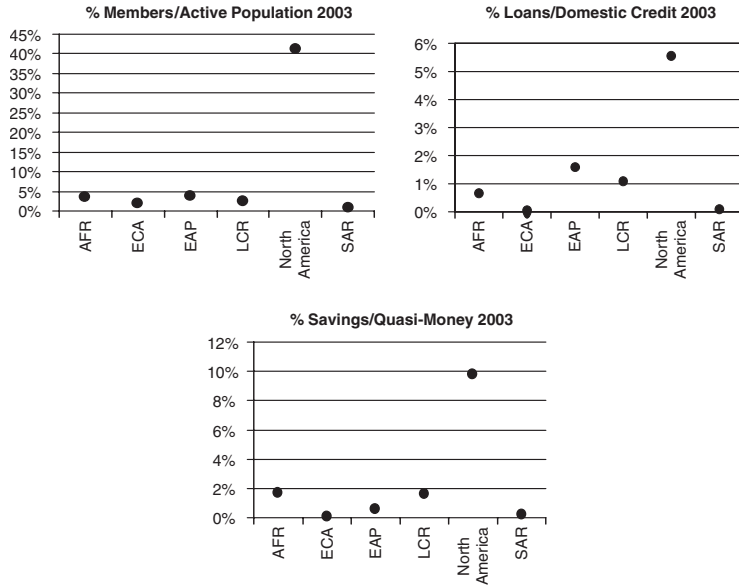 % Members/Active Population 2003
45%
40%
35%
30%
25%
20%
15%
10%
5%
0%
AFR
ECA
EAP
LCR
North
America
SAR
% Loans/Domestic Credit 2003
6%
5%
4%
3%
2%
1%
0%
AFR
ECA
EAP
LCR
North
America
SAR
% Savings/Quasi-Money 2003
12%
10%
8%
6%
4%
2%
0%
AFR
ECA
EAP
LCR
North
America
SAR